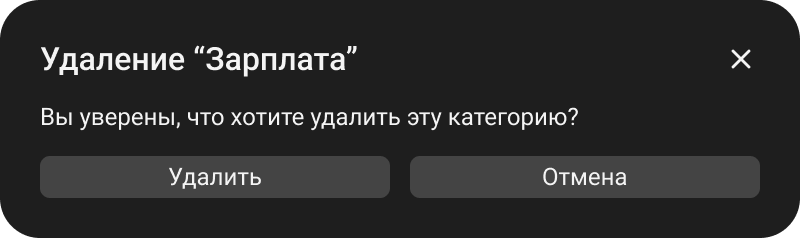 Удаление “Зарплата”
Вы уверены, что хотите удалить эту категорию?
Удалить
Отмена